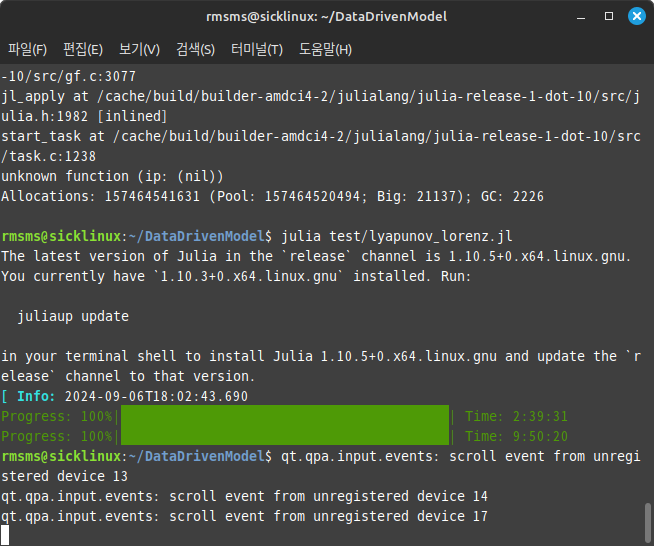 rmsms@sicklinux: ~/DataDrivenModel
파일(F) 편집(E) 보기(V) 검색(S) 터미널(T) 도움말(H)
-10/src/gf.c:3077
jl_apply at /cache/build/builder-amdci4-2/julialang/julia-release-1-dot-10/src/j
ulia.h:1982 [inlined]
start_task at /cache/build/builder-amdci4-2/julialang/julia-release-1-dot-10/src
/task.c:1238
unknown function (ip: (nil))
Allocations: 157464541631 (Pool: 157464520494; Big: 21137); GC: 2226
rmsms@sicklinux:~/DataDrivenModel$ julia test/lyapunov_lorenz.jl
The latest version of Julia in the `release` channel is 1.10.5+0.x64.linux.gnu.
You currently have `1.10.3+0.x64.linux.gnu` installed. Run:
juliaup update
in your terminal shell to install Julia 1.10.5+0.x64.linux.gnu and update the `r
elease` channel to that version.
[ Info: 2024-09-06T18:02:43.690
Progress: 100%| | Time: 2:39:31
Progress: 100%| | Time: 9:50:20
rmsms@sicklinux:~/DataDrivenModel$ qt.qpa.input.events: scroll event from unregi
stered device 13
qt.qpa.input.events: scroll event from unregistered device 14
qt.qpa.input.events: scroll event from unregistered device 17